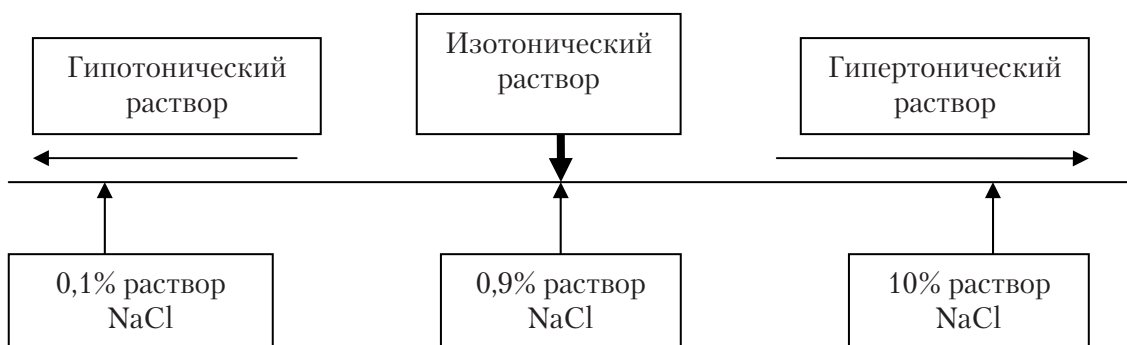 Гипотонический
раствор
Изотонический
раствор
Гипертонический
раствор
0,1% раствор
NaCl
0,9% раствор
NaCl
10% раствор
NaCl